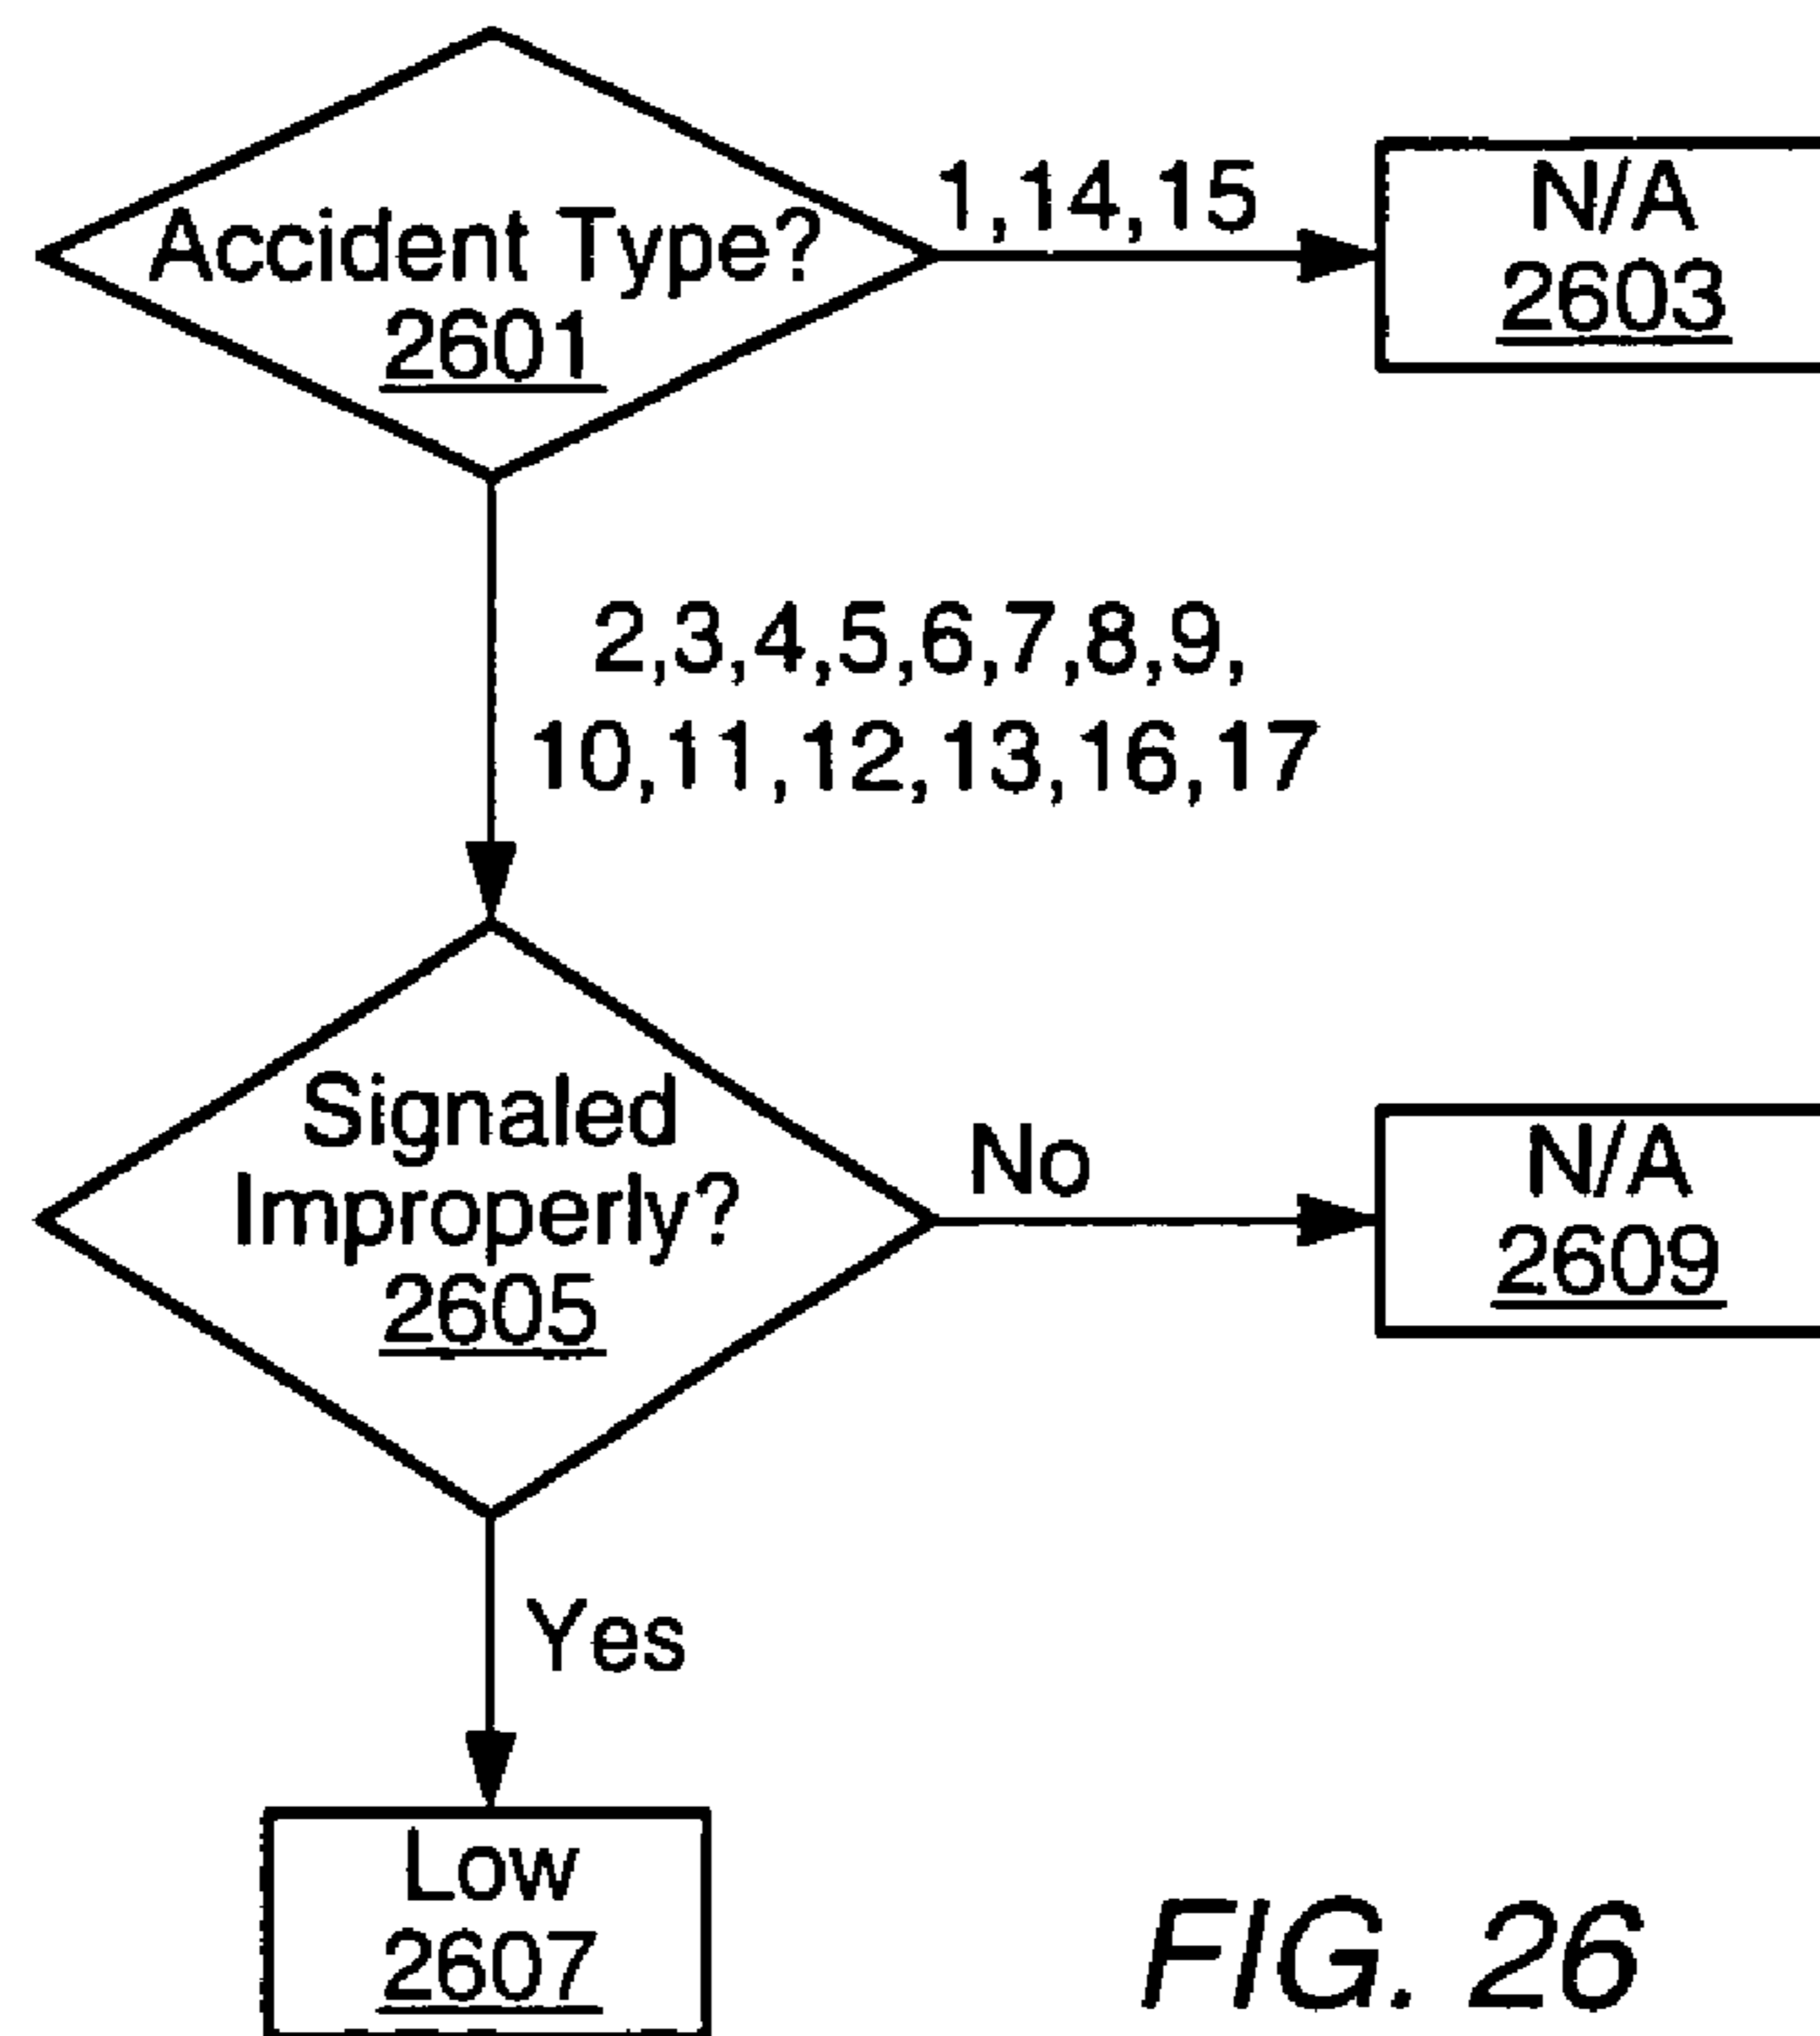 Accident Type?
2601
1,14,15
N/A
2603
2,3,4,5,6,7,8,9,
10,11,12,13,16,17
Signaled
Improperly?
2605
No
N/A
2609
Yes
Low
2607
FIG. 26